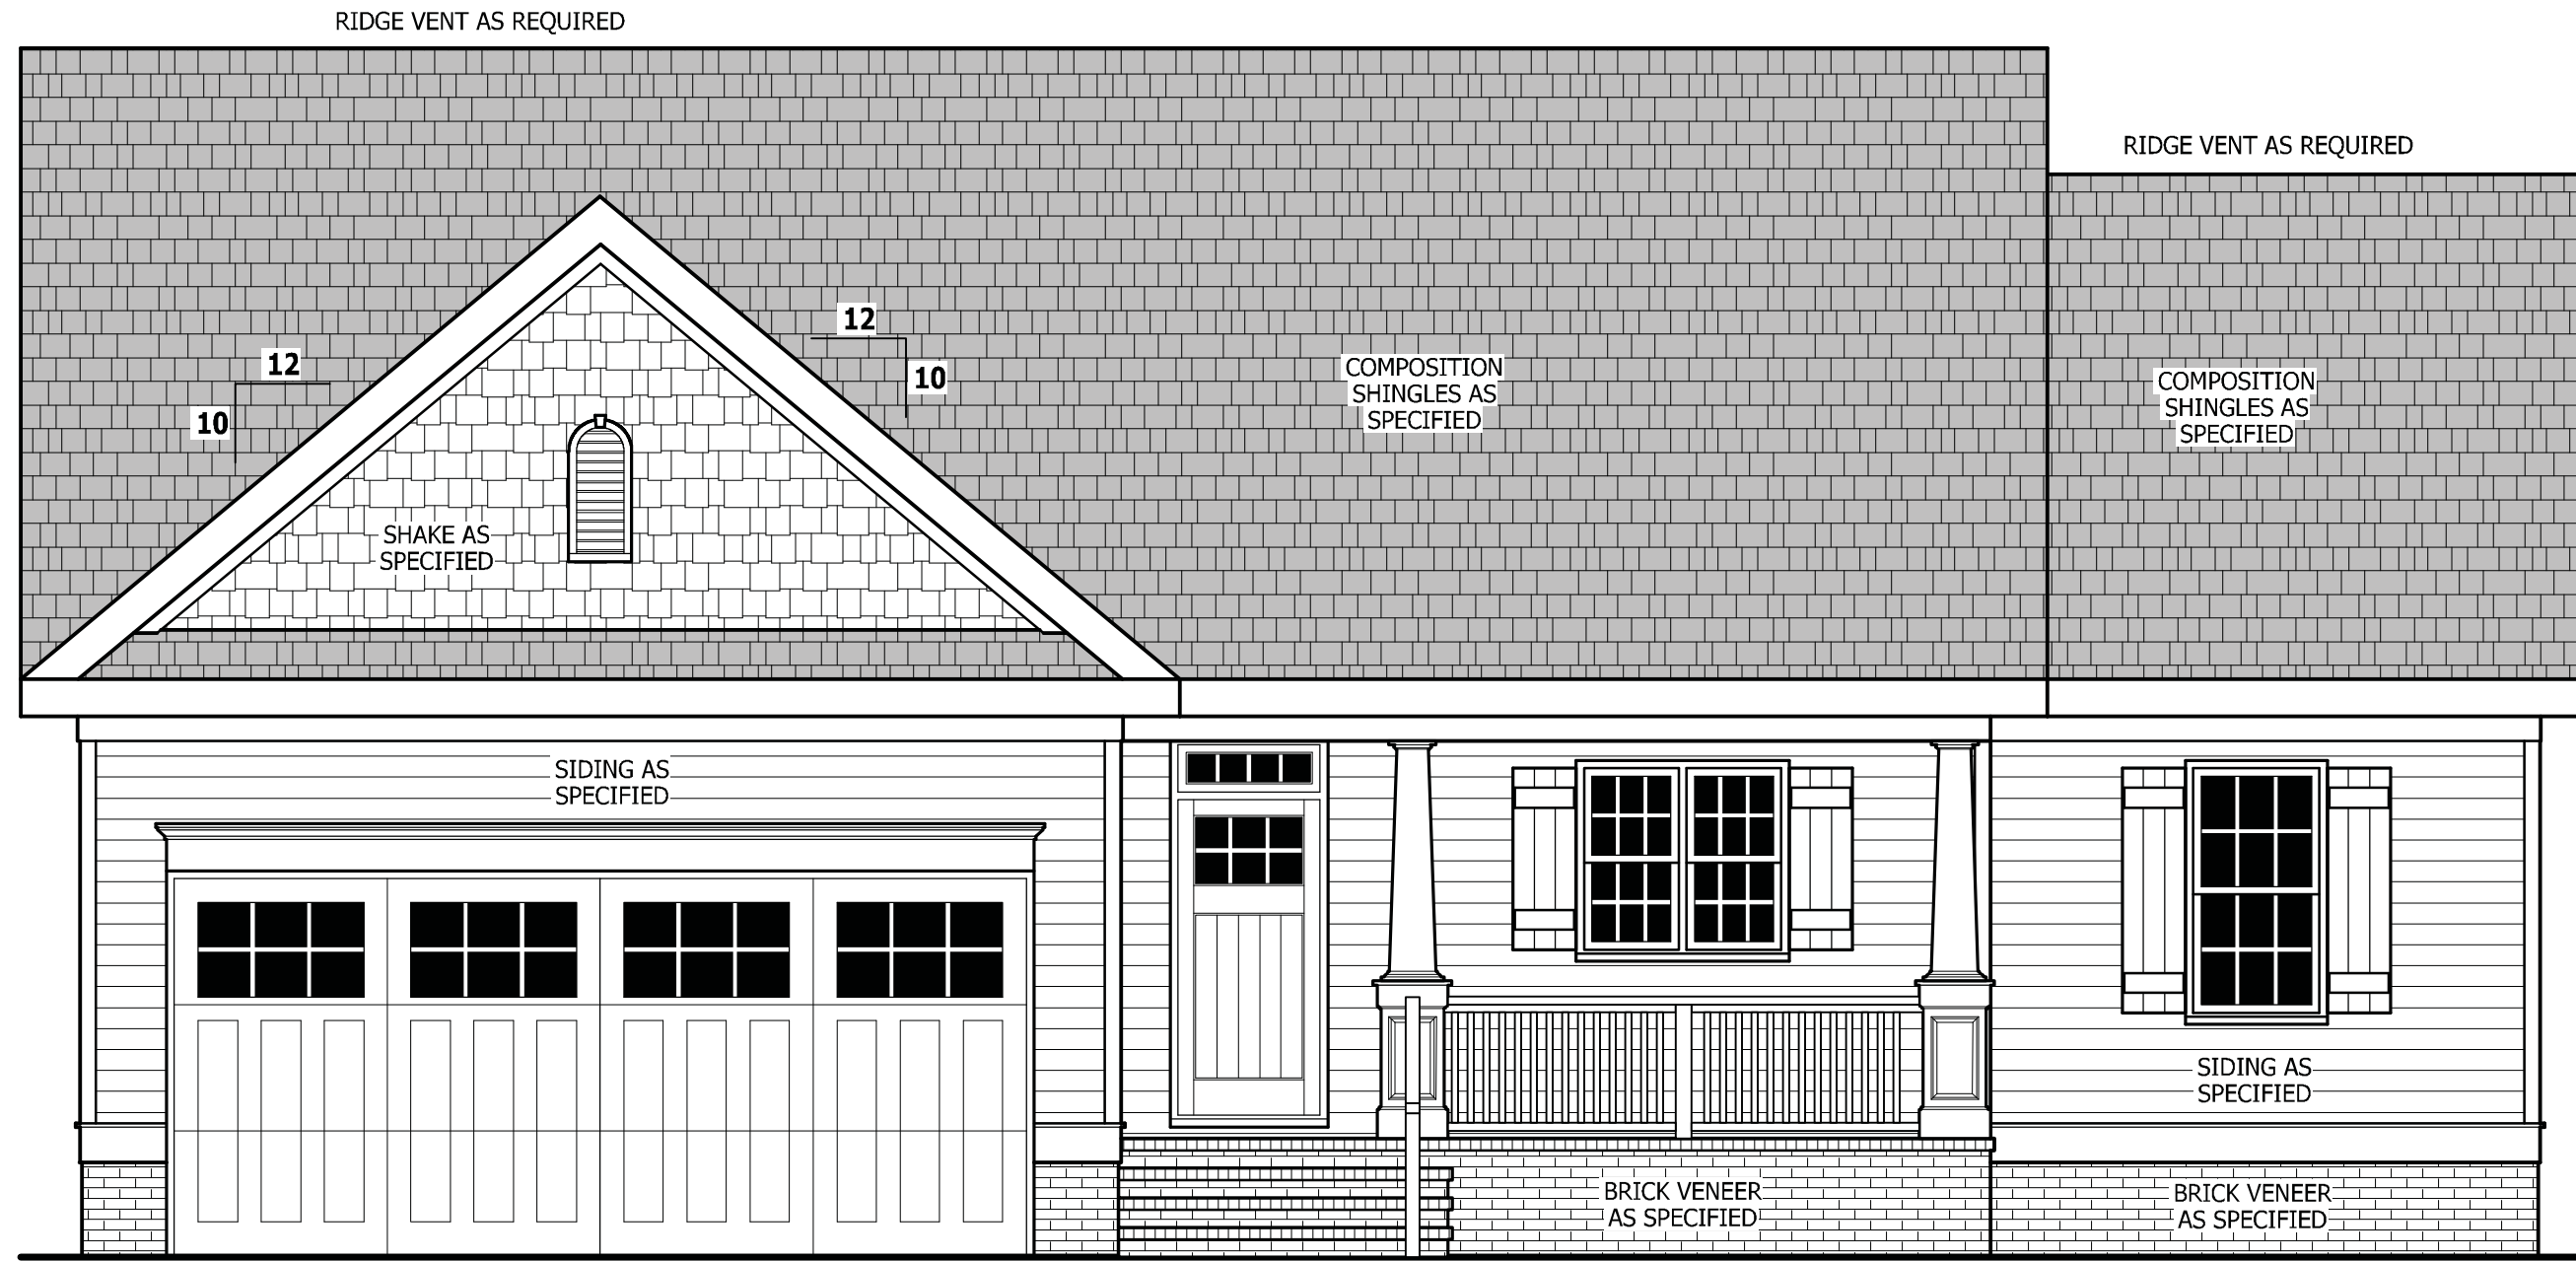 RIDGE VENT AS REQUIRED
RIDGE VENT AS REQUIRED
12
10
12
10
COMPOSITION
SHINGLES AS
SPECIFIED
COMPOSITION
SHINGLES AS
SPECIFIED
SHAKE AS
SPECIFIED
SIDING AS
SPECIFIED
SIDING AS
SPECIFIED
BRICK VENEER
AS SPECIFIED
BRICK VENEER
AS SPECIFIED